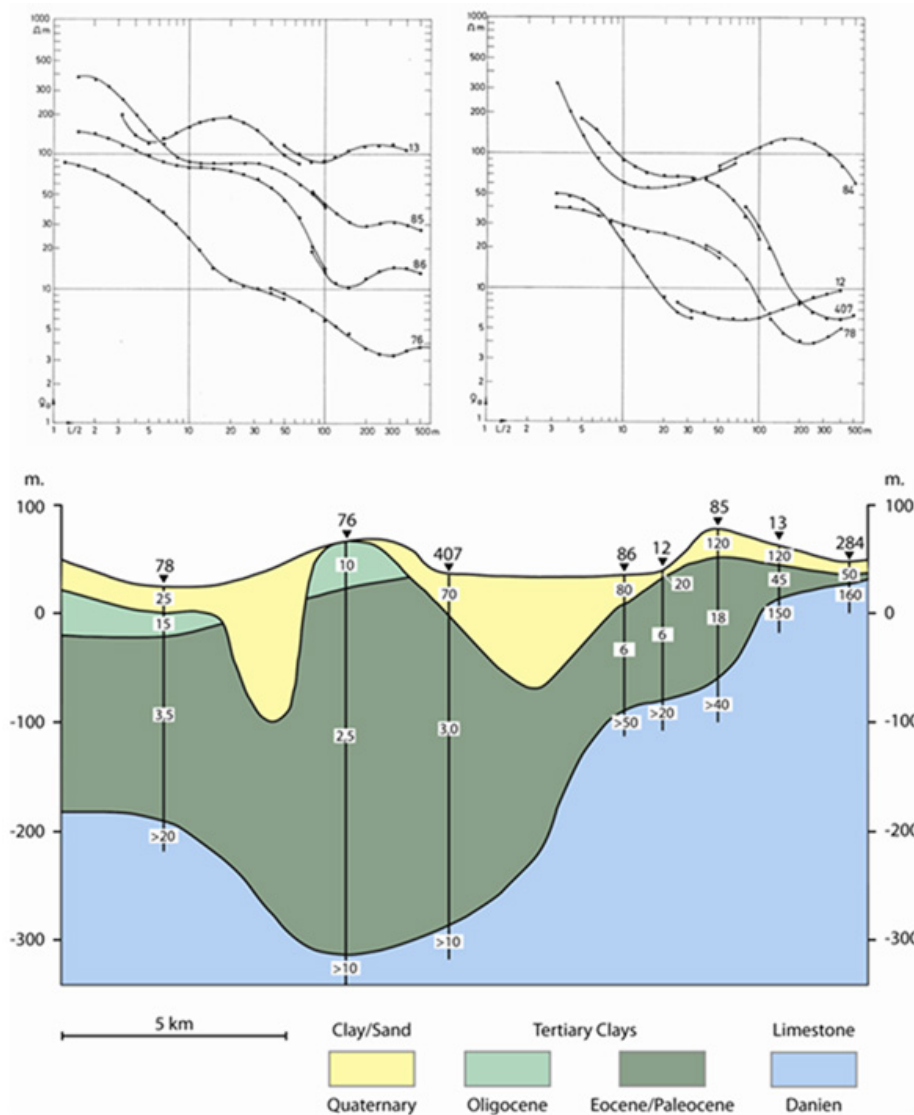 1000
Ωm
500
300
200
100
50
30
20
10
5
3
2
1
1 L/2 2 3 5 10 20 30 50 100 200 300 500m
13
85
86
76
1000
Ωm
500
300
200
100
50
30
20
10
5
3
2
1
1 L/2 2 3 5 10 20 30 50 100 200 300 500m
84
12
407
78
m. m.
100 100
0 0
-100 -100
-200 -200
-300 -300
78 76 407 86 12 85 13 284
25 15 3.5 >20
10 2.5 >10
70 3.0 >10
80 6 >50
20 6 >20
120 18 >40
120 45 150
50 160
5 km
Clay/Sand Tertiary Clays Limestone
Quaternary Oligocene Eocene/Paleocene Danien